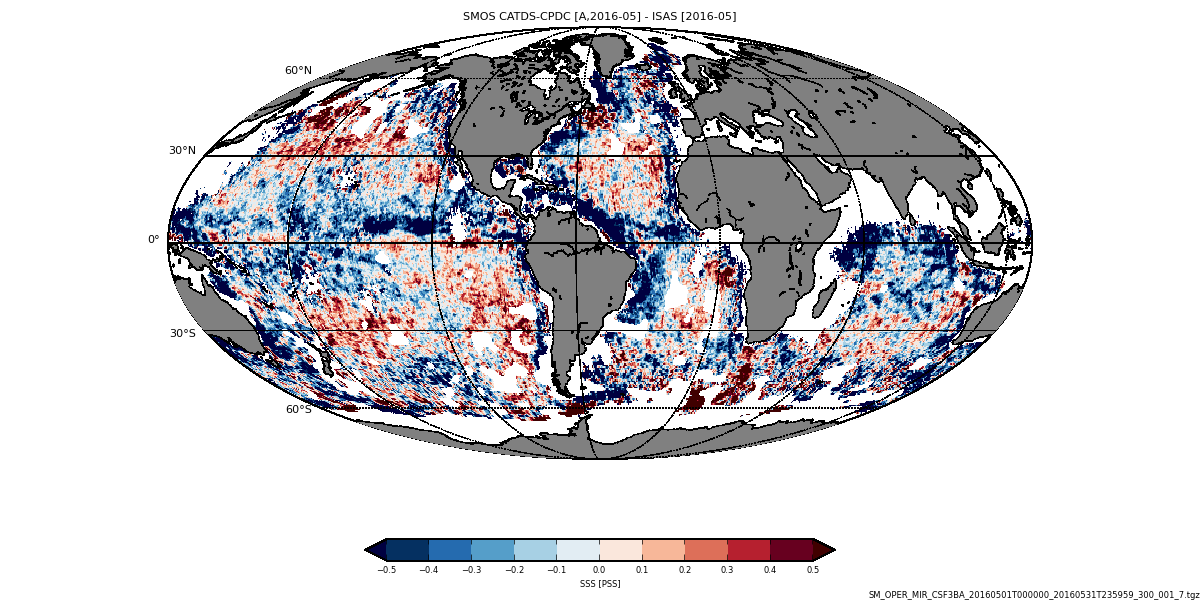 SMOS CATDS-CPDC [A,2016-05] - ISAS [2016-05]
60°N
30°N
0°
30°S
60°S
−0.5 −0.4 −0.3 −0.2 −0.1 0.0 0.1 0.2 0.3 0.4 0.5
SSS [PSS]
SM_OPER_MIR_CSF3BA_20160501T000000_20160531T235959_300_001_7.tgz